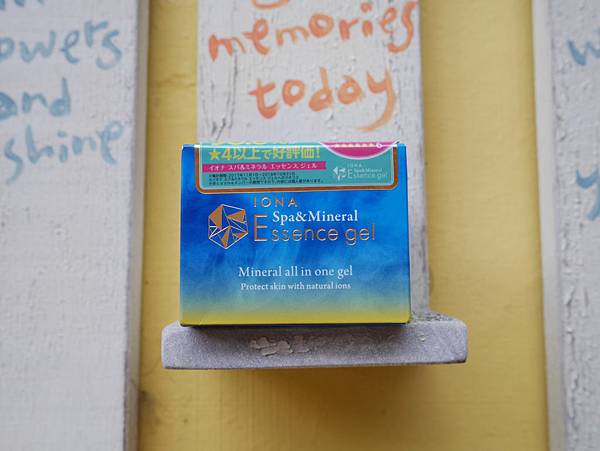 owers
and
shine
memories
today
★4以上で好評価!
イオナ スパ&ミネラル エッセンス ジェル
IONA
Spa&Mineral
Essence gel
IONA
Spa&Mineral
Essence gel
Mineral all in one gel
Protect skin with natural ions